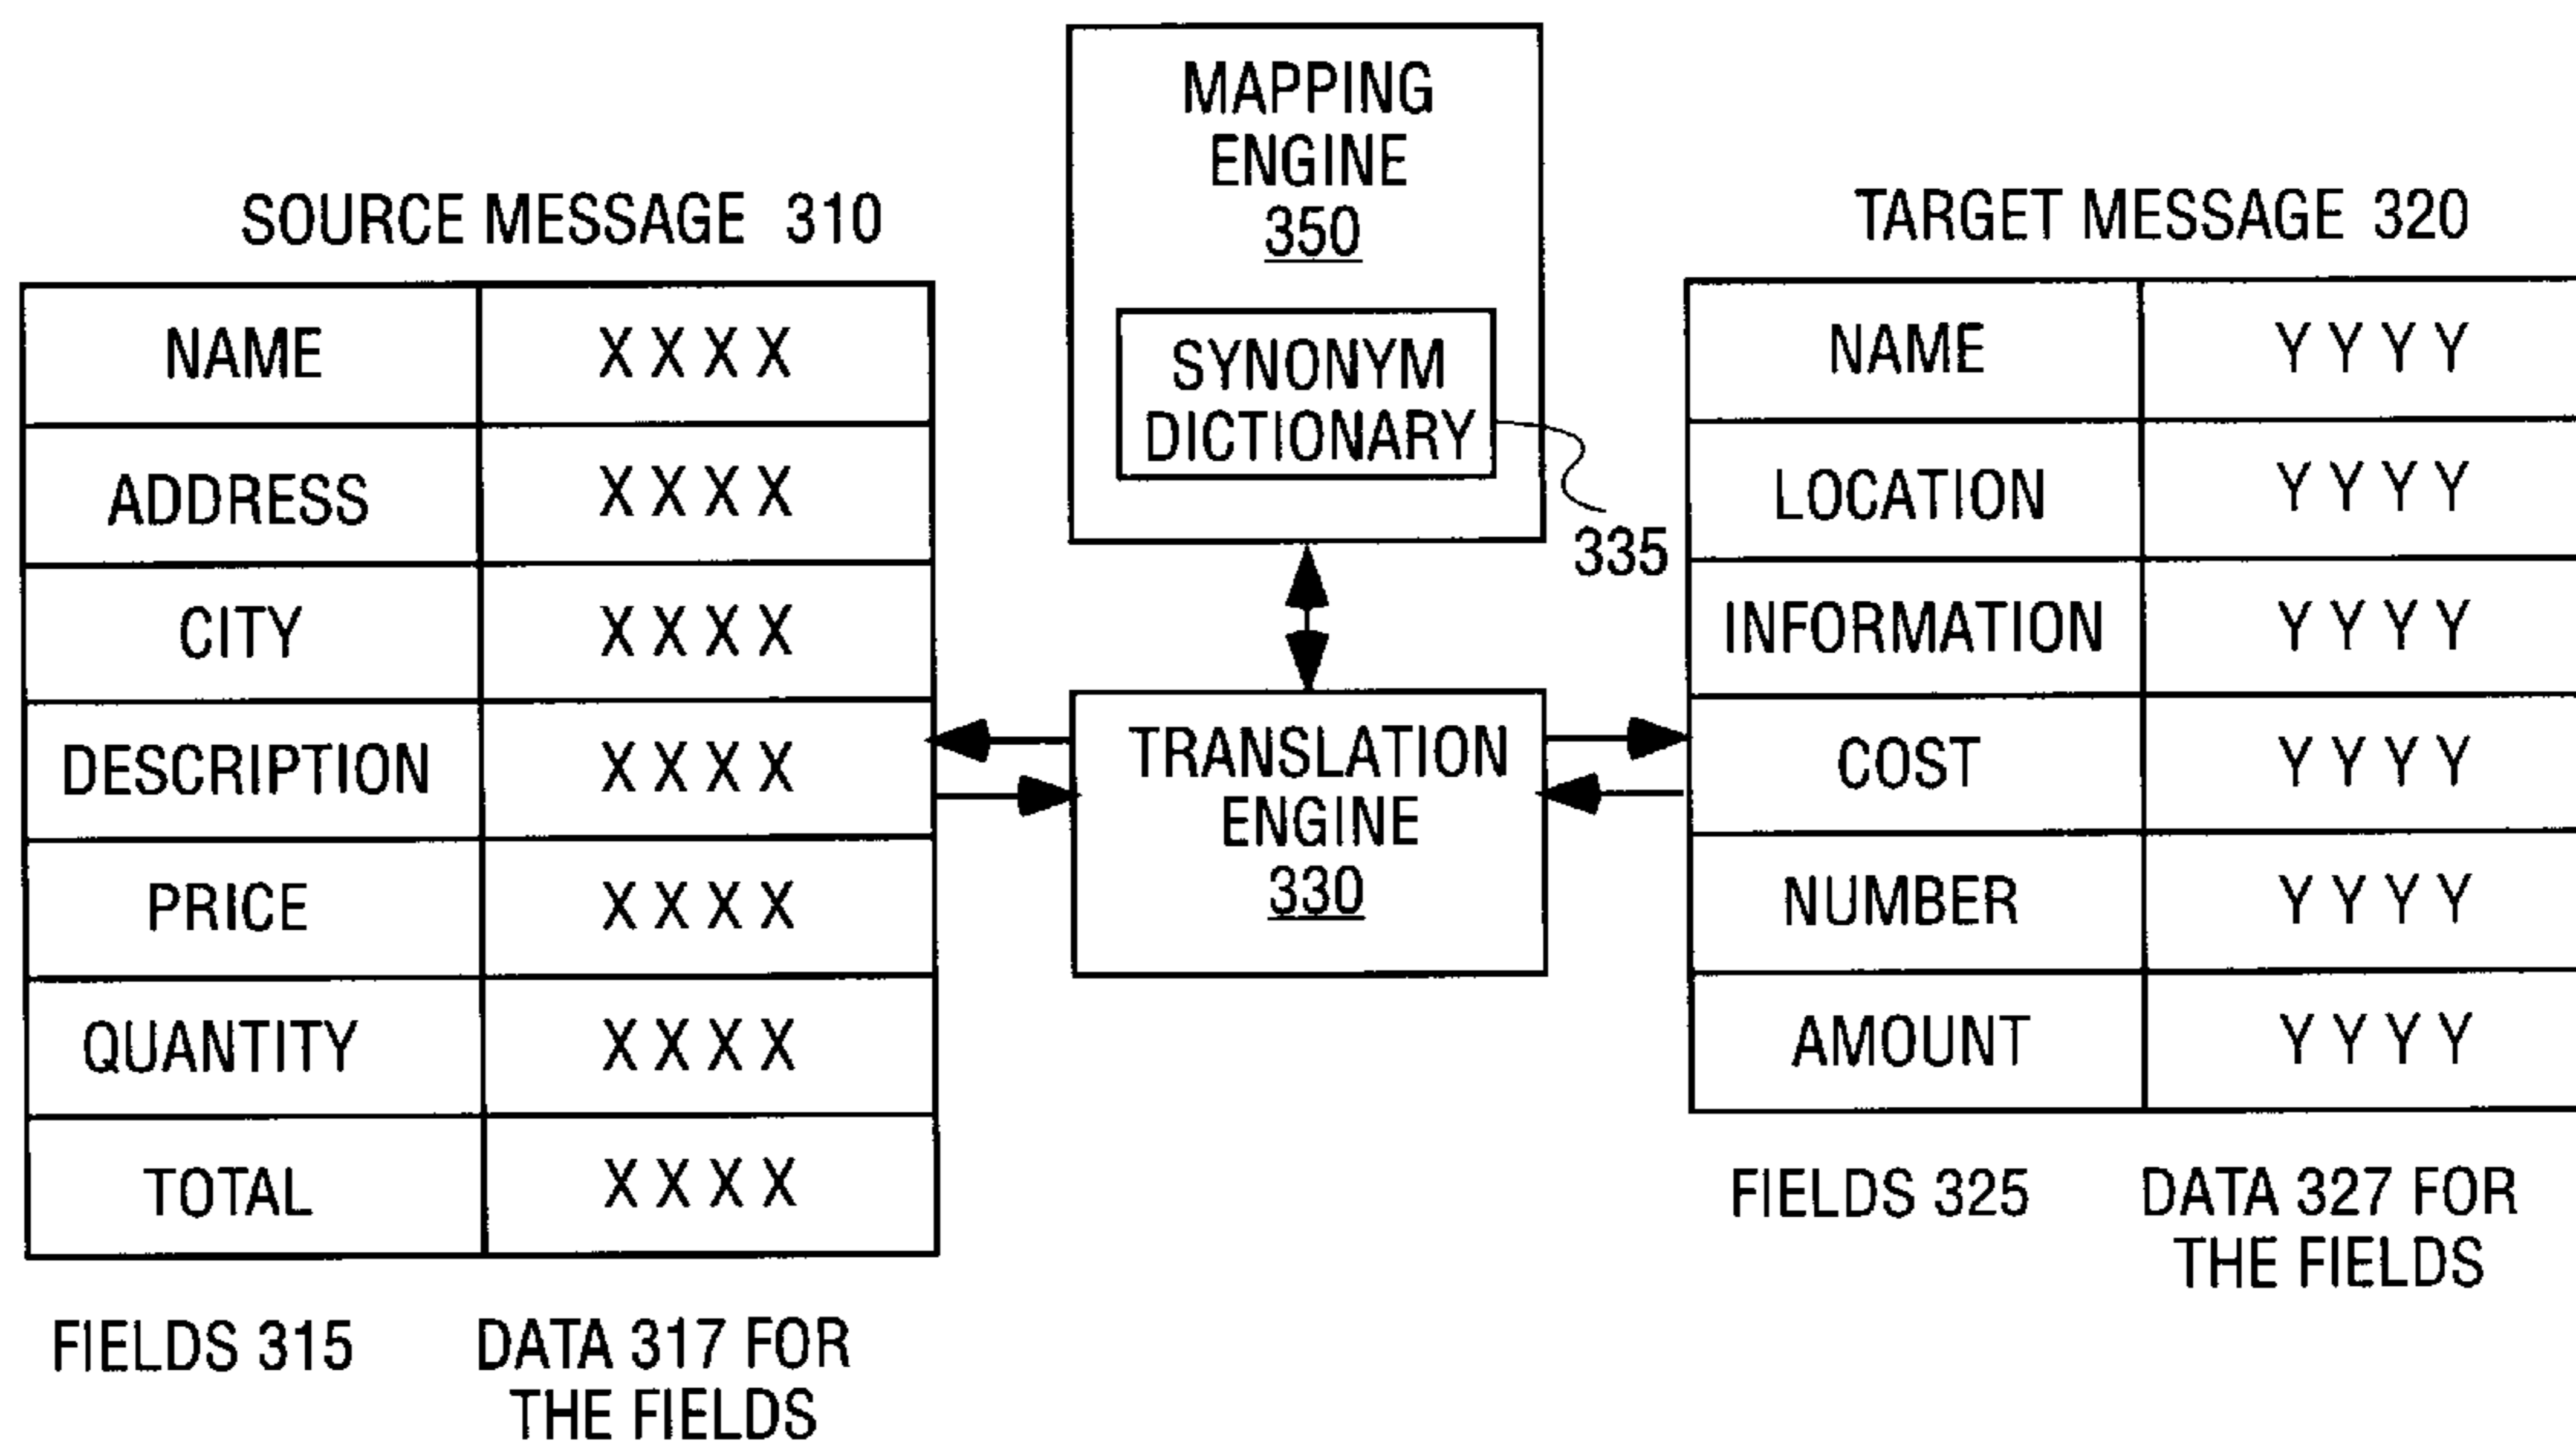 MAPPING
ENGINE
350
SYNONYM
DICTIONARY
335
SOURCE MESSAGE 310
NAME XXXX
ADDRESS XXXX
CITY XXXX
DESCRIPTION XXXX
PRICE XXXX
QUANTITY XXXX
TOTAL XXXX
FIELDS 315
DATA 317 FOR
THE FIELDS
TRANSLATION
ENGINE
330
TARGET MESSAGE 320
NAME YYYY
LOCATION YYYY
INFORMATION YYYY
COST YYYY
NUMBER YYYY
AMOUNT YYYY
FIELDS 325
DATA 327 FOR
THE FIELDS